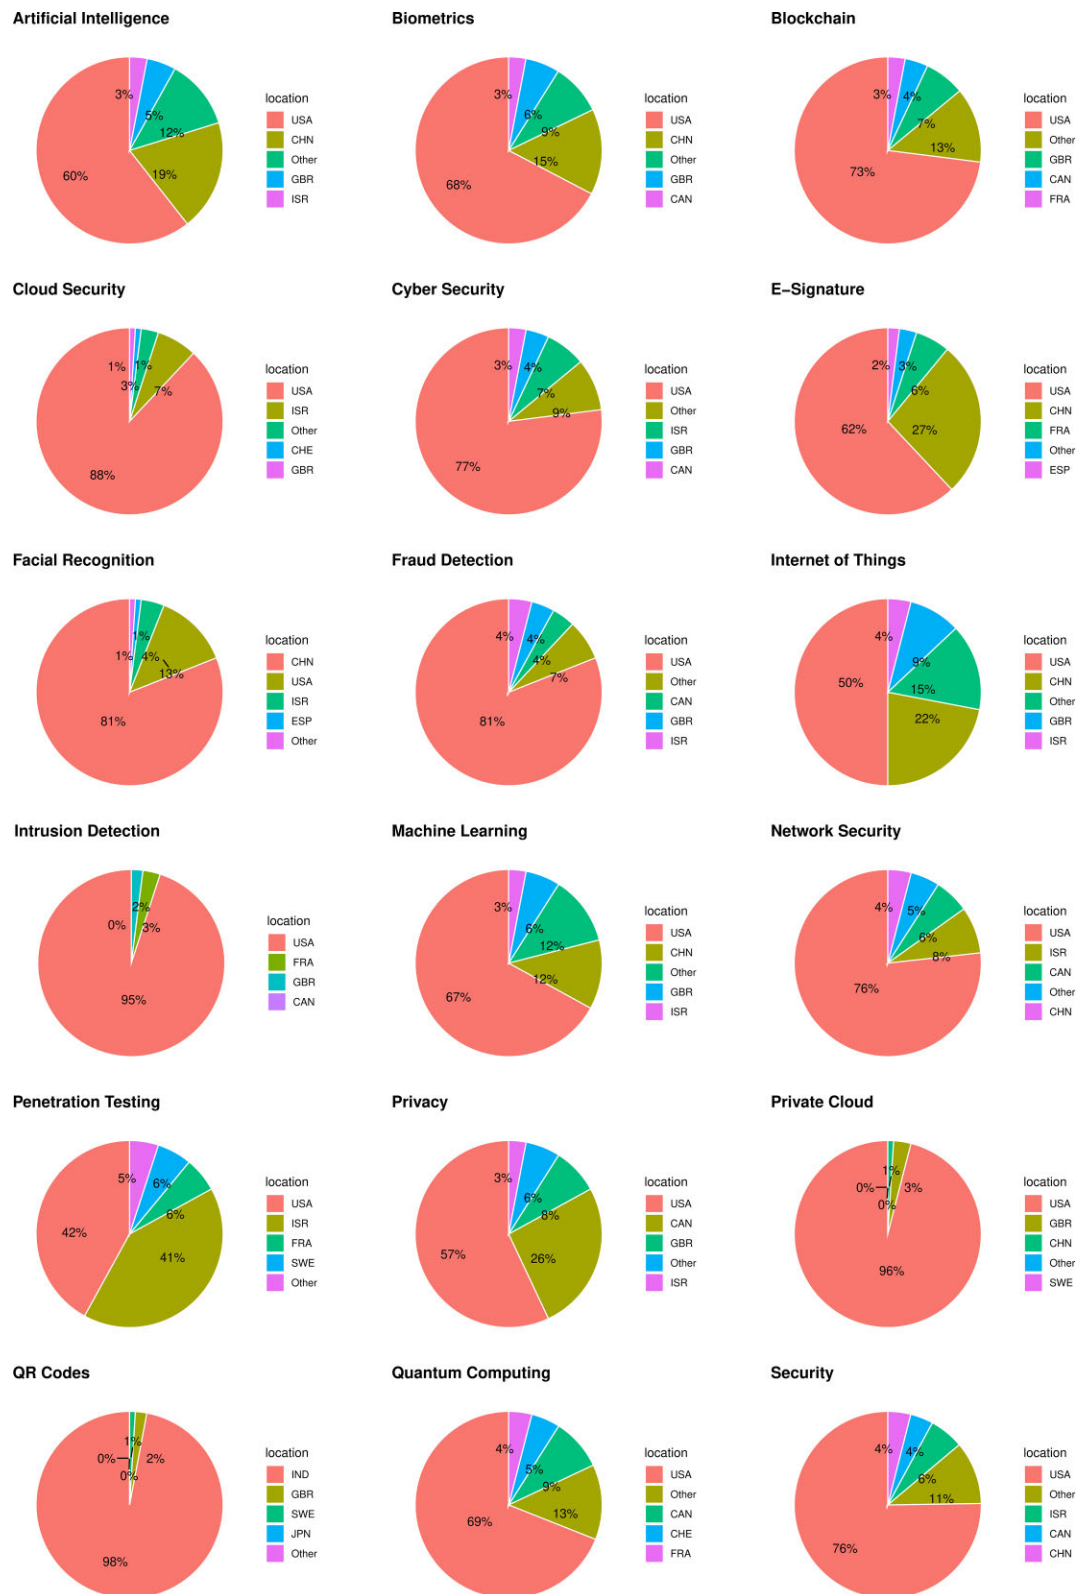 Artificial Intelligence
3%
5%
12%
19%
60%
location
USA
CHN
Other
GBR
ISR
Biometrics
3%
6%
9%
15%
68%
location
USA
CHN
Other
GBR
CAN
Blockchain
3%
4%
7%
13%
73%
location
USA
Other
GBR
CAN
FRA
Cloud Security
1%
1%
3%
7%
88%
location
USA
ISR
Other
CHE
GBR
Cyber Security
3%
4%
7%
9%
77%
location
USA
Other
ISR
GBR
CAN
E−Signature
2%
3%
6%
27%
62%
location
USA
CHN
FRA
Other
ESP
Facial Recognition
1%
1%
4%
13%
81%
location
CHN
USA
ISR
ESP
Other
Fraud Detection
4%
4%
4%
7%
81%
location
USA
Other
CAN
GBR
ISR
Internet of Things
4%
9%
15%
22%
50%
location
USA
CHN
Other
GBR
ISR
Intrusion Detection
0%
2%
3%
95%
location
USA
FRA
GBR
CAN
Machine Learning
3%
6%
12%
12%
67%
location
USA
CHN
Other
GBR
ISR
Network Security
4%
5%
6%
8%
76%
location
USA
ISR
CAN
Other
CHN
Penetration Testing
5%
6%
6%
41%
42%
location
USA
ISR
FRA
SWE
Other
Privacy
3%
6%
8%
26%
57%
location
USA
CAN
GBR
Other
ISR
Private Cloud
1%
0%
3%
0%
96%
location
USA
GBR
CHN
Other
SWE
QR Codes
1%
0%
2%
0%
98%
location
IND
GBR
SWE
JPN
Other
Quantum Computing
4%
5%
9%
13%
69%
location
USA
Other
CAN
CHE
FRA
Security
4%
4%
6%
11%
76%
location
USA
Other
ISR
CAN
CHN